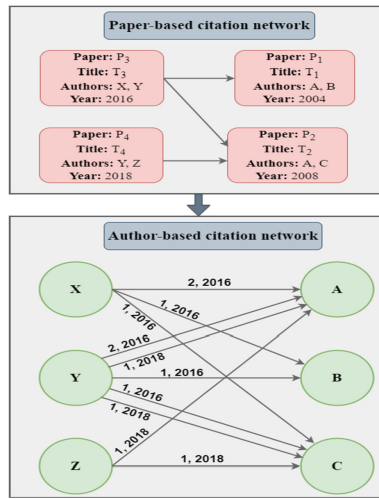 Paper-based citation network
Paper: P3
Title: T3
Authors: X, Y
Year: 2016
Paper: P1
Title: T1
Authors: A, B
Year: 2004
Paper: P4
Title: T4
Authors: Y, Z
Year: 2018
Paper: P2
Title: T2
Authors: A, C
Year: 2008
Author-based citation network
X
2, 2016
A
1, 2016
1, 2016
2, 2016
1, 2018
Y
1, 2016
B
1, 2016
1, 2018
1, 2018
Z
1, 2018
C